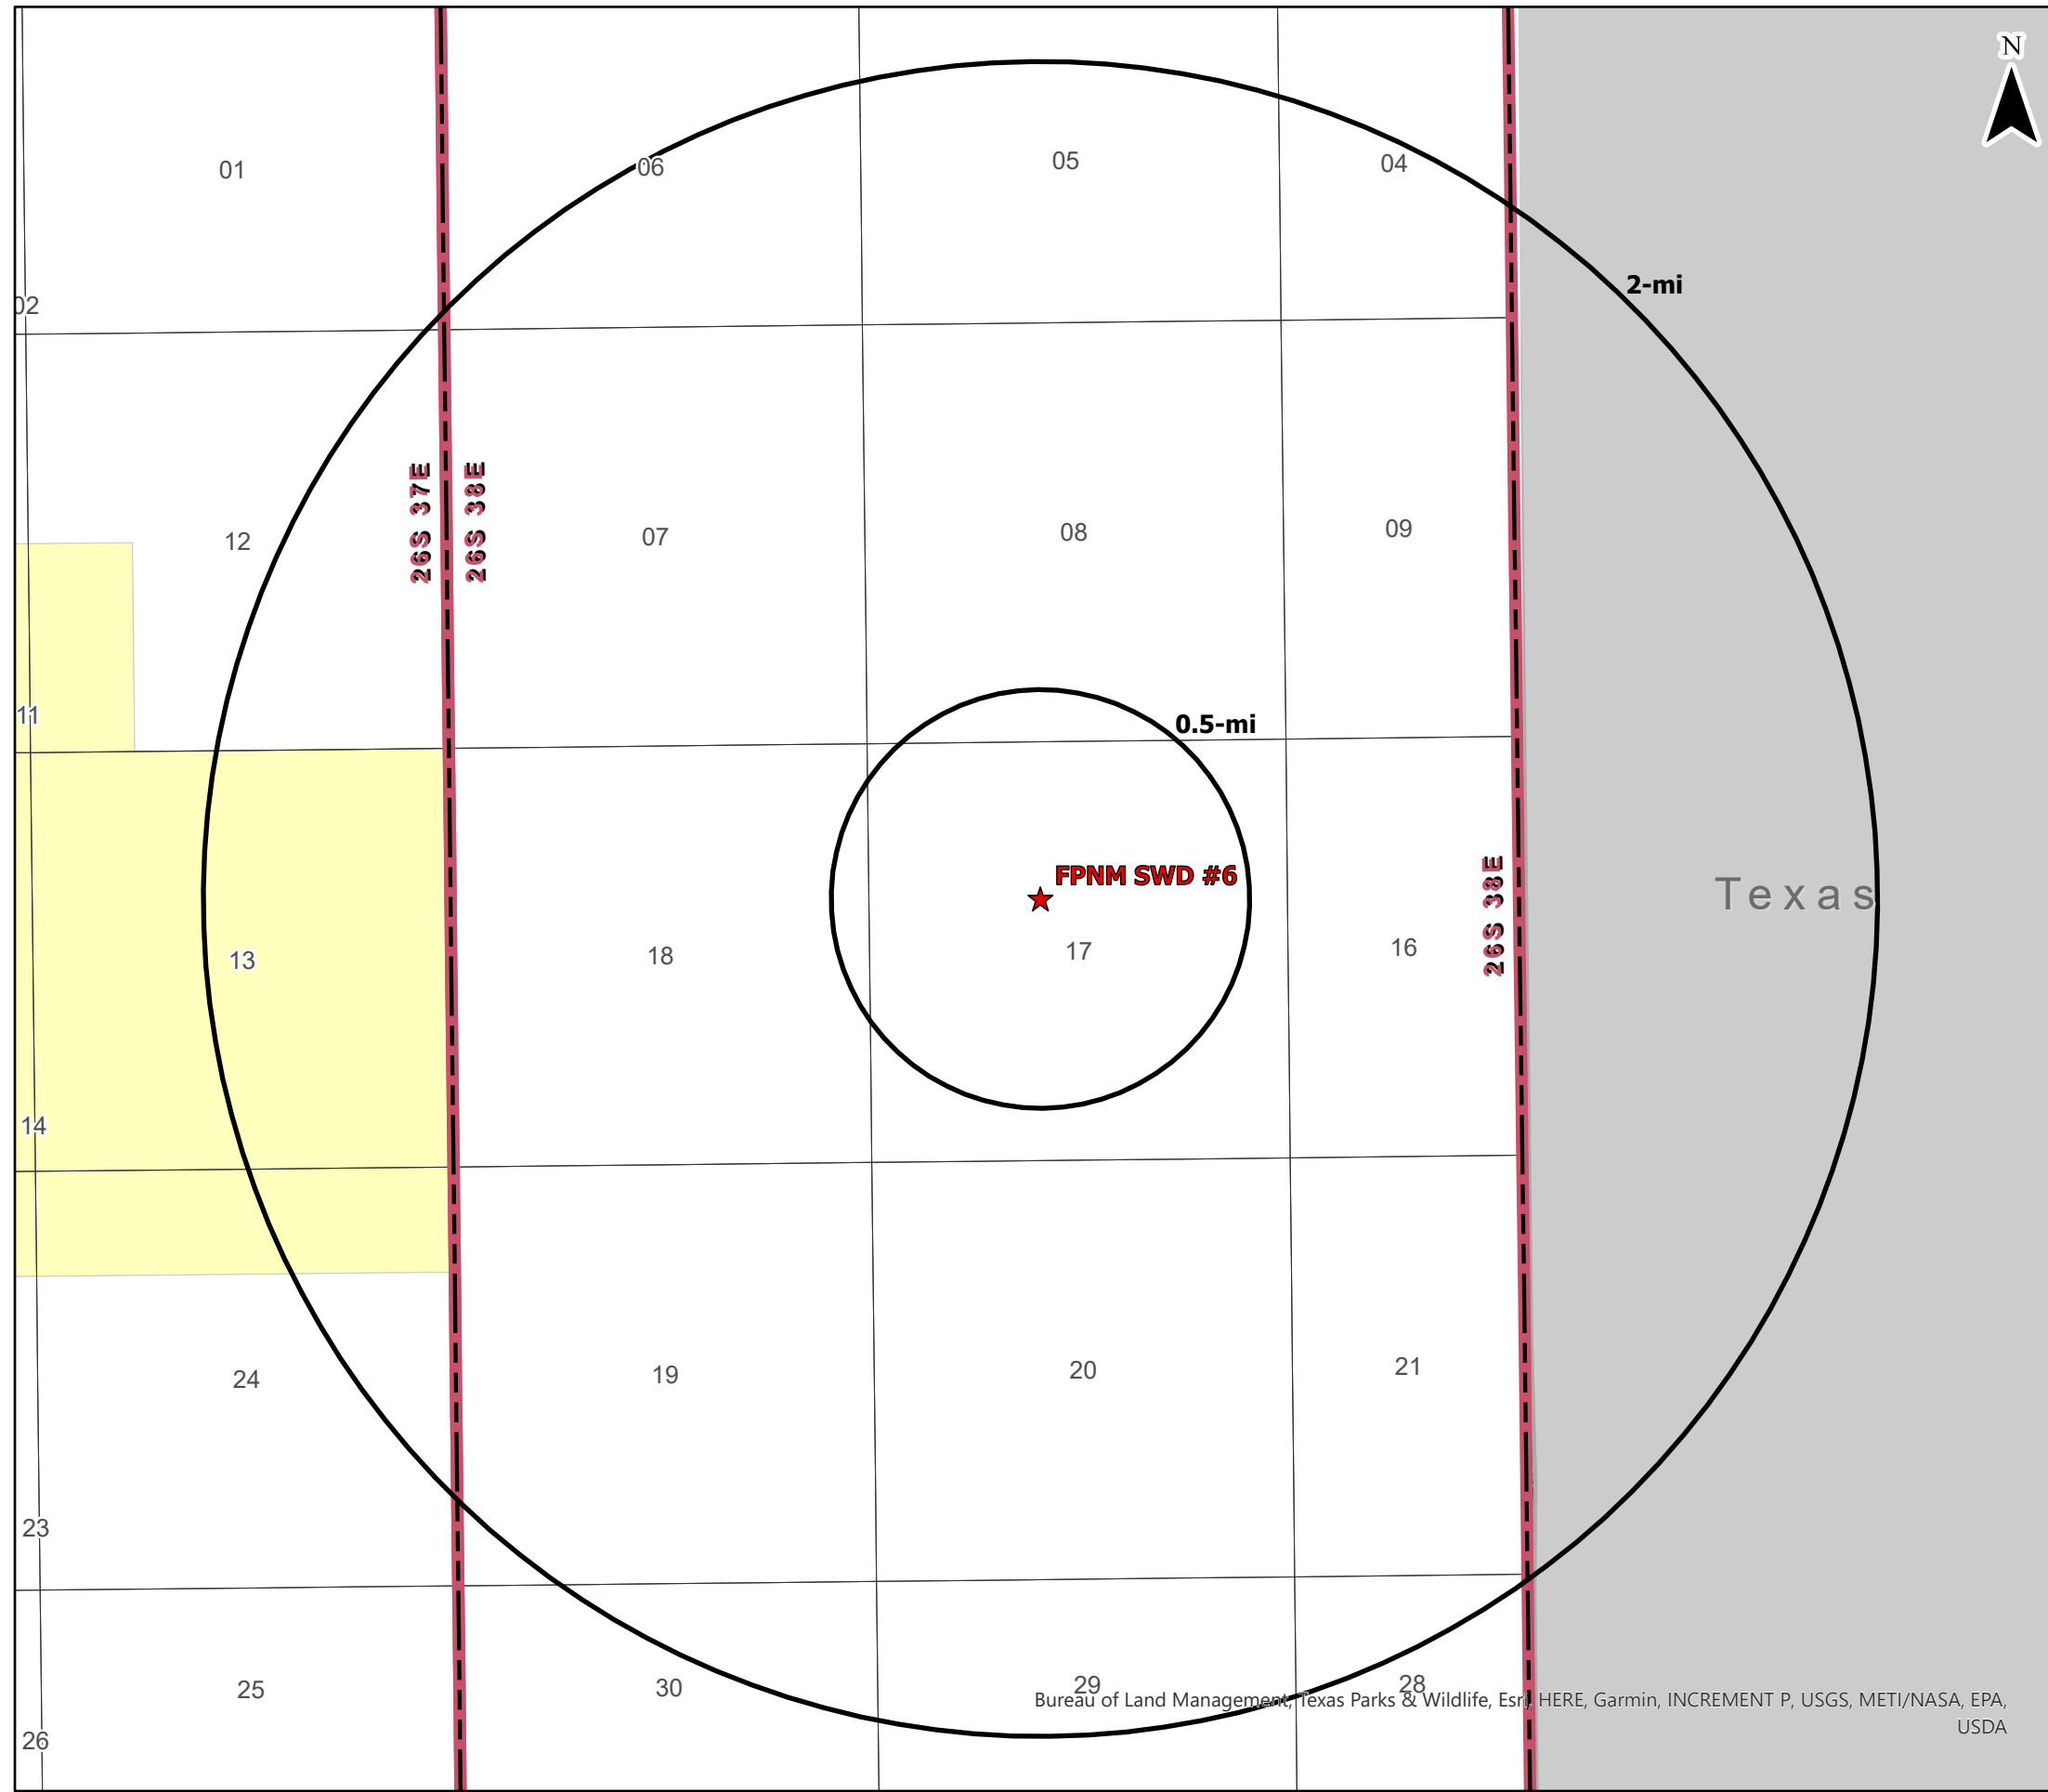 N
01
06
05
04
2-mi
02
26S 37E
26S 38E
12
07
08
09
11
0.5-mi
FPNM SWD #6
26S 38E
Texas
13
18
17
16
14
24
19
20
21
23
25
30
29
28
Bureau of Land Management, Texas Parks & Wildlife, Esri, HERE, Garmin, INCREMENT P, USGS, METI/NASA, EPA,
USDA
26